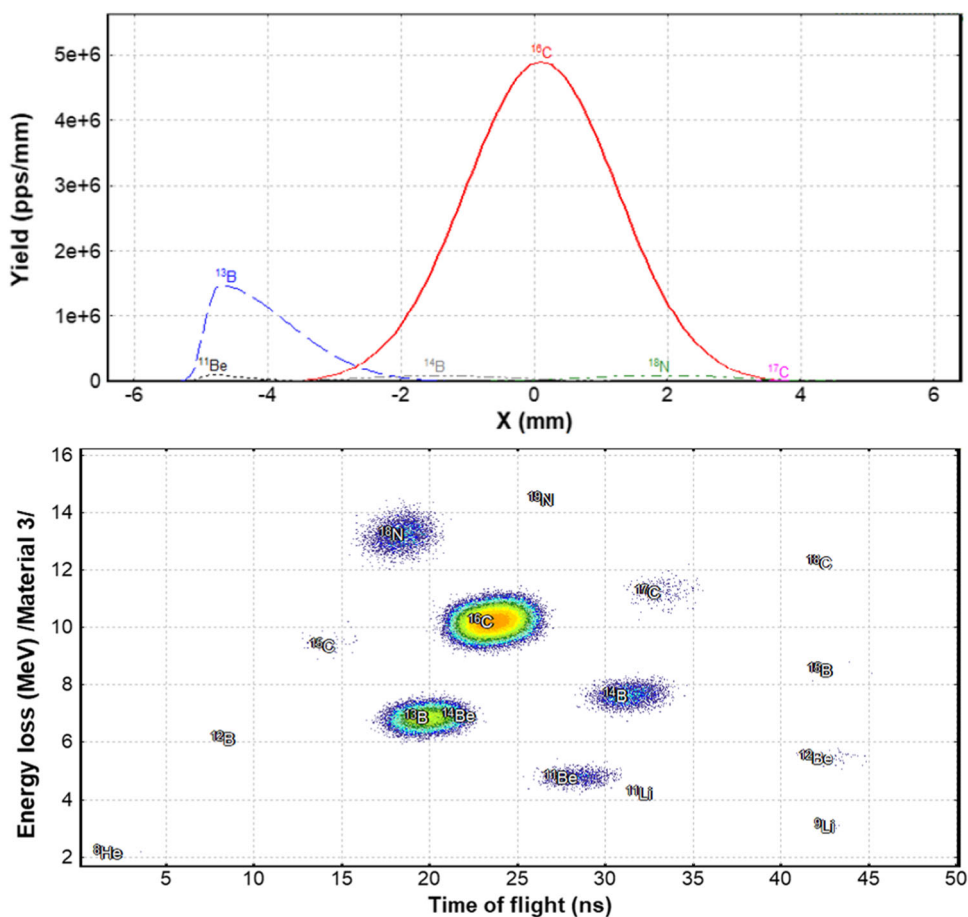 5e+6
4e+6
3e+6
2e+6
1e+6
0
Yield (pps/mm)
¹⁶C
¹³B
¹¹Be
¹⁴B
¹⁸N
¹⁷C
-6 -4 -2 0 2 4 6
X (mm)
16
14
12
10
8
6
4
2
Energy loss (MeV) /Material 3/
¹⁹N
¹⁸N
¹⁸C
¹⁷C
¹⁶C
¹⁵C
¹⁴B
¹³B ¹⁴Be
¹²B
¹¹Be
¹²Be
¹¹Li
⁹Li
⁸He
5 10 15 20 25 30 35 40 45 50
Time of flight (ns)